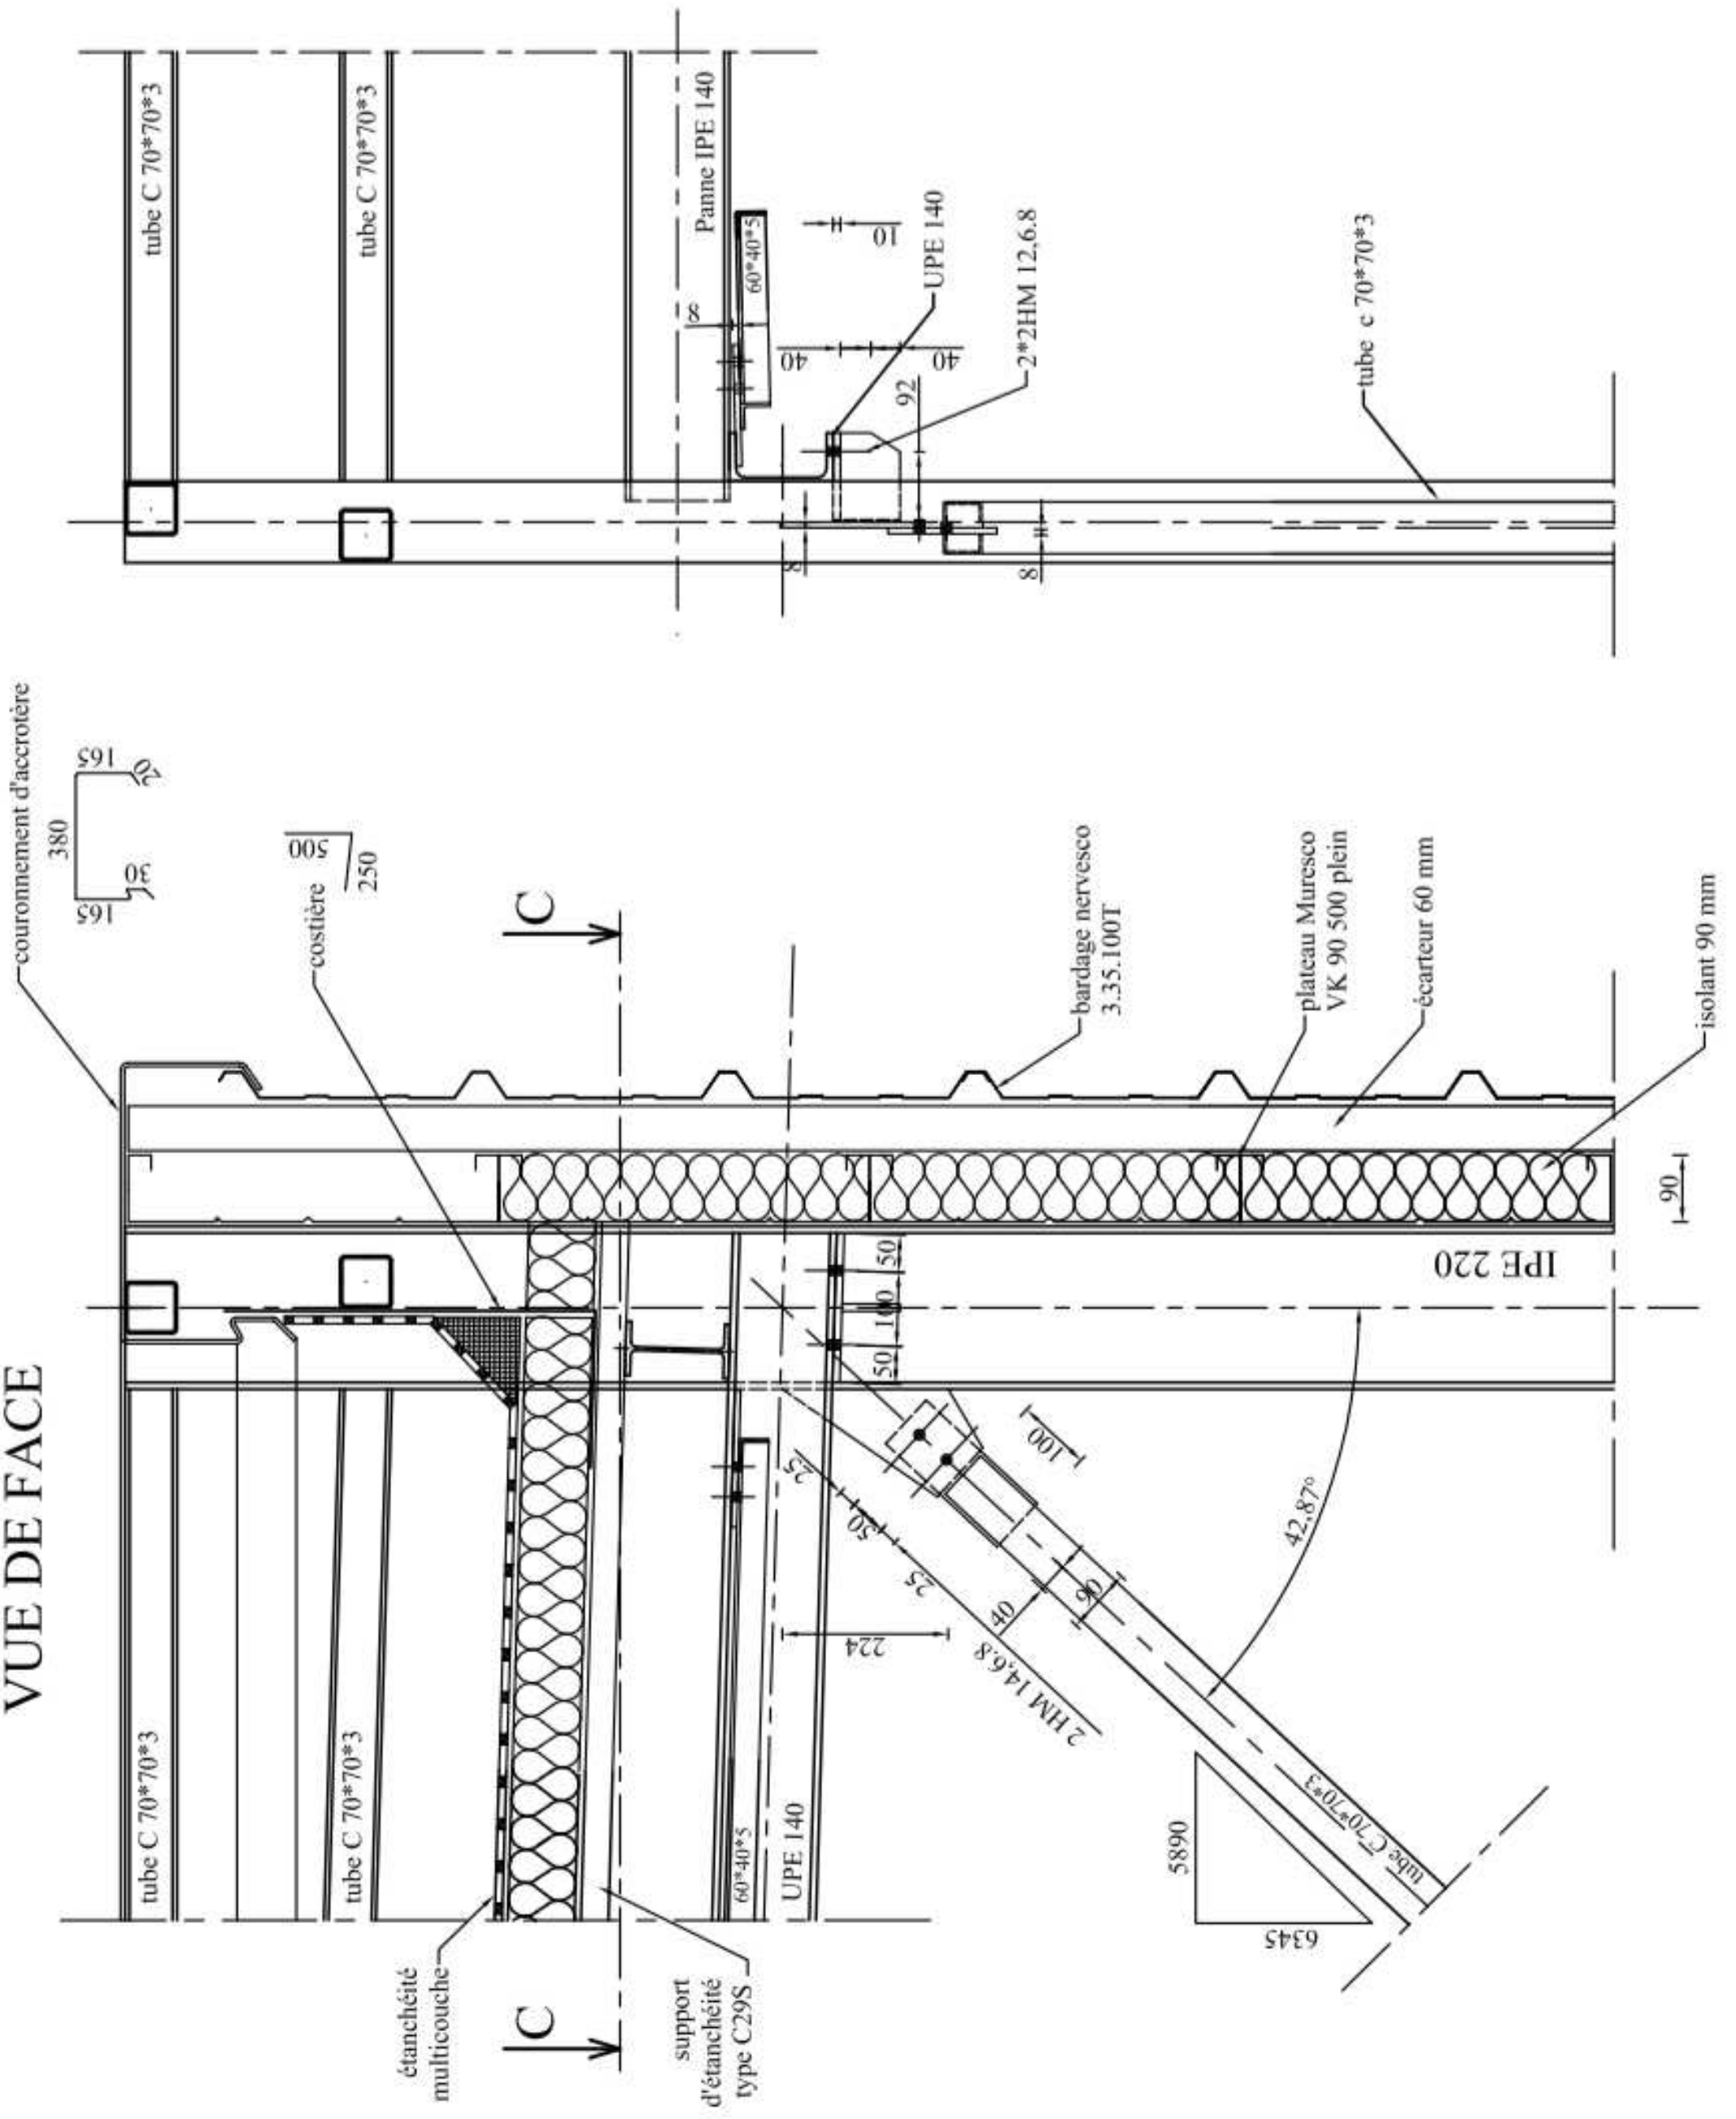 VUE DE FACE
couronnement d'accrotère
380
165
165
30
20
costière
500
250
C
C
tube C 70*70*3
tube C 70*70*3
étanchéité
multicouche
support
d'étanchéité
type C29S
60*40*5
UPE 140
bardage nervesco
3.35.100T
plateau Muresco
VK 90 500 plein
écarteur 60 mm
isolant 90 mm
90
IPE 220
50
100
50
25
50
25
100
224
40
90
2 HM 14,6.8
42,87°
5890
6345
tube C 70*70*3
tube C 70*70*3
tube C 70*70*3
Panne IPE 140
60*40*5
8
10
40
40
92
UPE 140
2*2HM 12,6.8
8
8
tube c 70*70*3